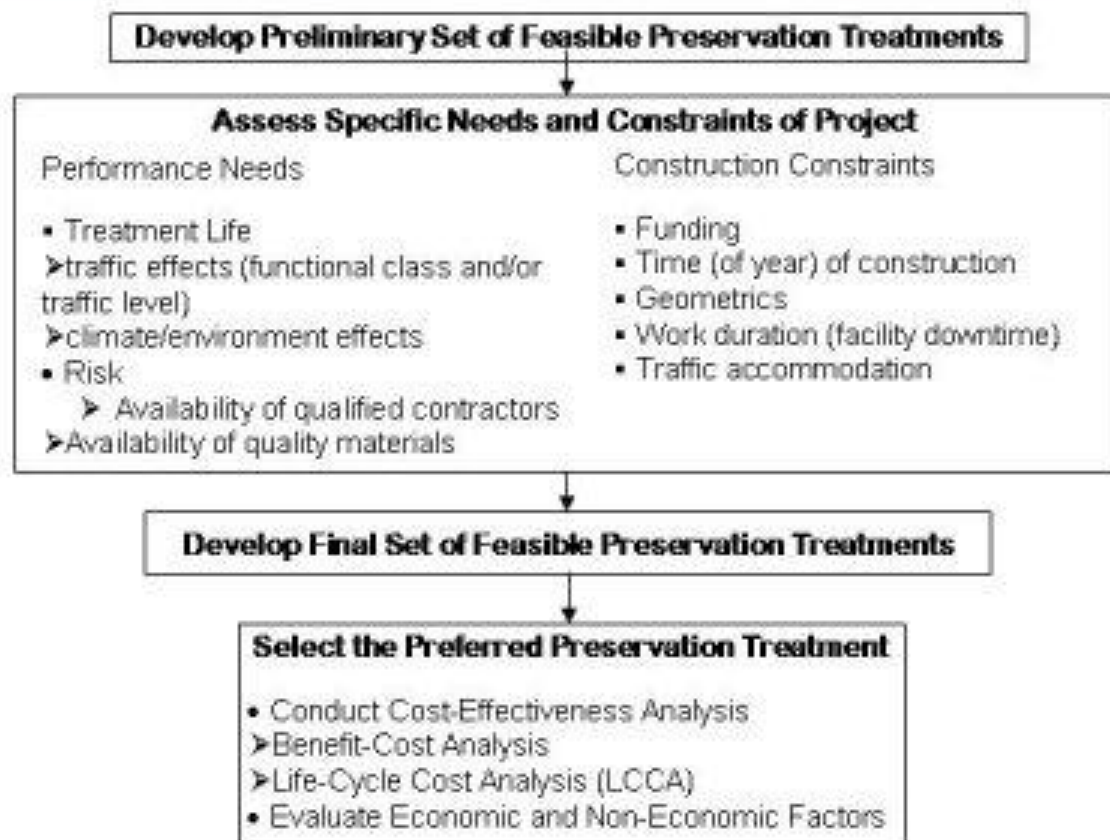 Develop Preliminary Set of Feasible Preservation Treatments
Assess Specific Needs and Constraints of Project
Performance Needs
▪ Treatment Life
➢traffic effects (functional class and/or
traffic level)
➢climate/environment effects
• Risk
➢ Availability of qualified contractors
➢Availability of quality materials
Construction Constraints
▪ Funding
▪ Time (of year) of construction
▪ Geometrics
▪ Work duration (facility downtime)
▪ Traffic accommodation
Develop Final Set of Feasible Preservation Treatments
Select the Preferred Preservation Treatment
• Conduct Cost-Effectiveness Analysis
➢Benefit-Cost Analysis
➢Life-Cycle Cost Analysis (LCCA)
• Evaluate Economic and Non-Economic Factors